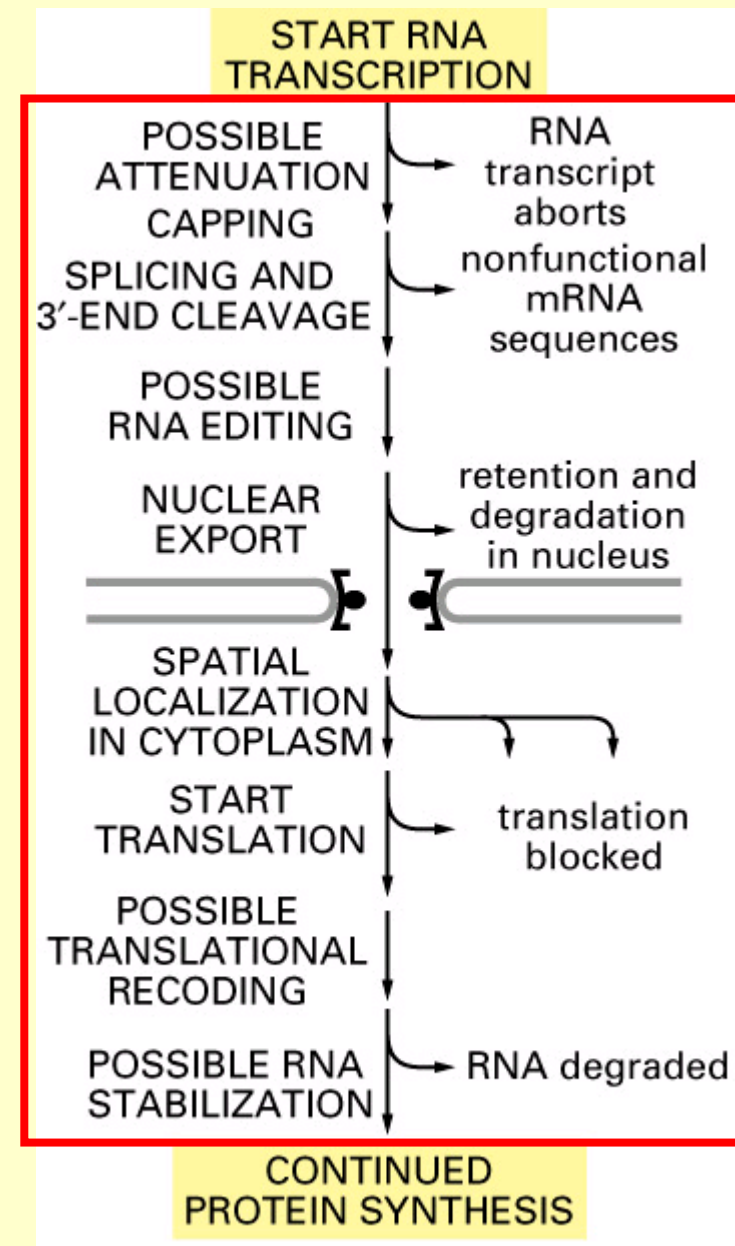 START RNA
TRANSCRIPTION
POSSIBLE
ATTENUATION
RNA
transcript
aborts
CAPPING
SPLICING AND
3′-END CLEAVAGE
nonfunctional
mRNA
sequences
POSSIBLE
RNA EDITING
NUCLEAR
EXPORT
retention and
degradation
in nucleus
SPATIAL
LOCALIZATION
IN CYTOPLASM
START
TRANSLATION
translation
blocked
POSSIBLE
TRANSLATIONAL
RECODING
POSSIBLE RNA
STABILIZATION
RNA degraded
CONTINUED
PROTEIN SYNTHESIS